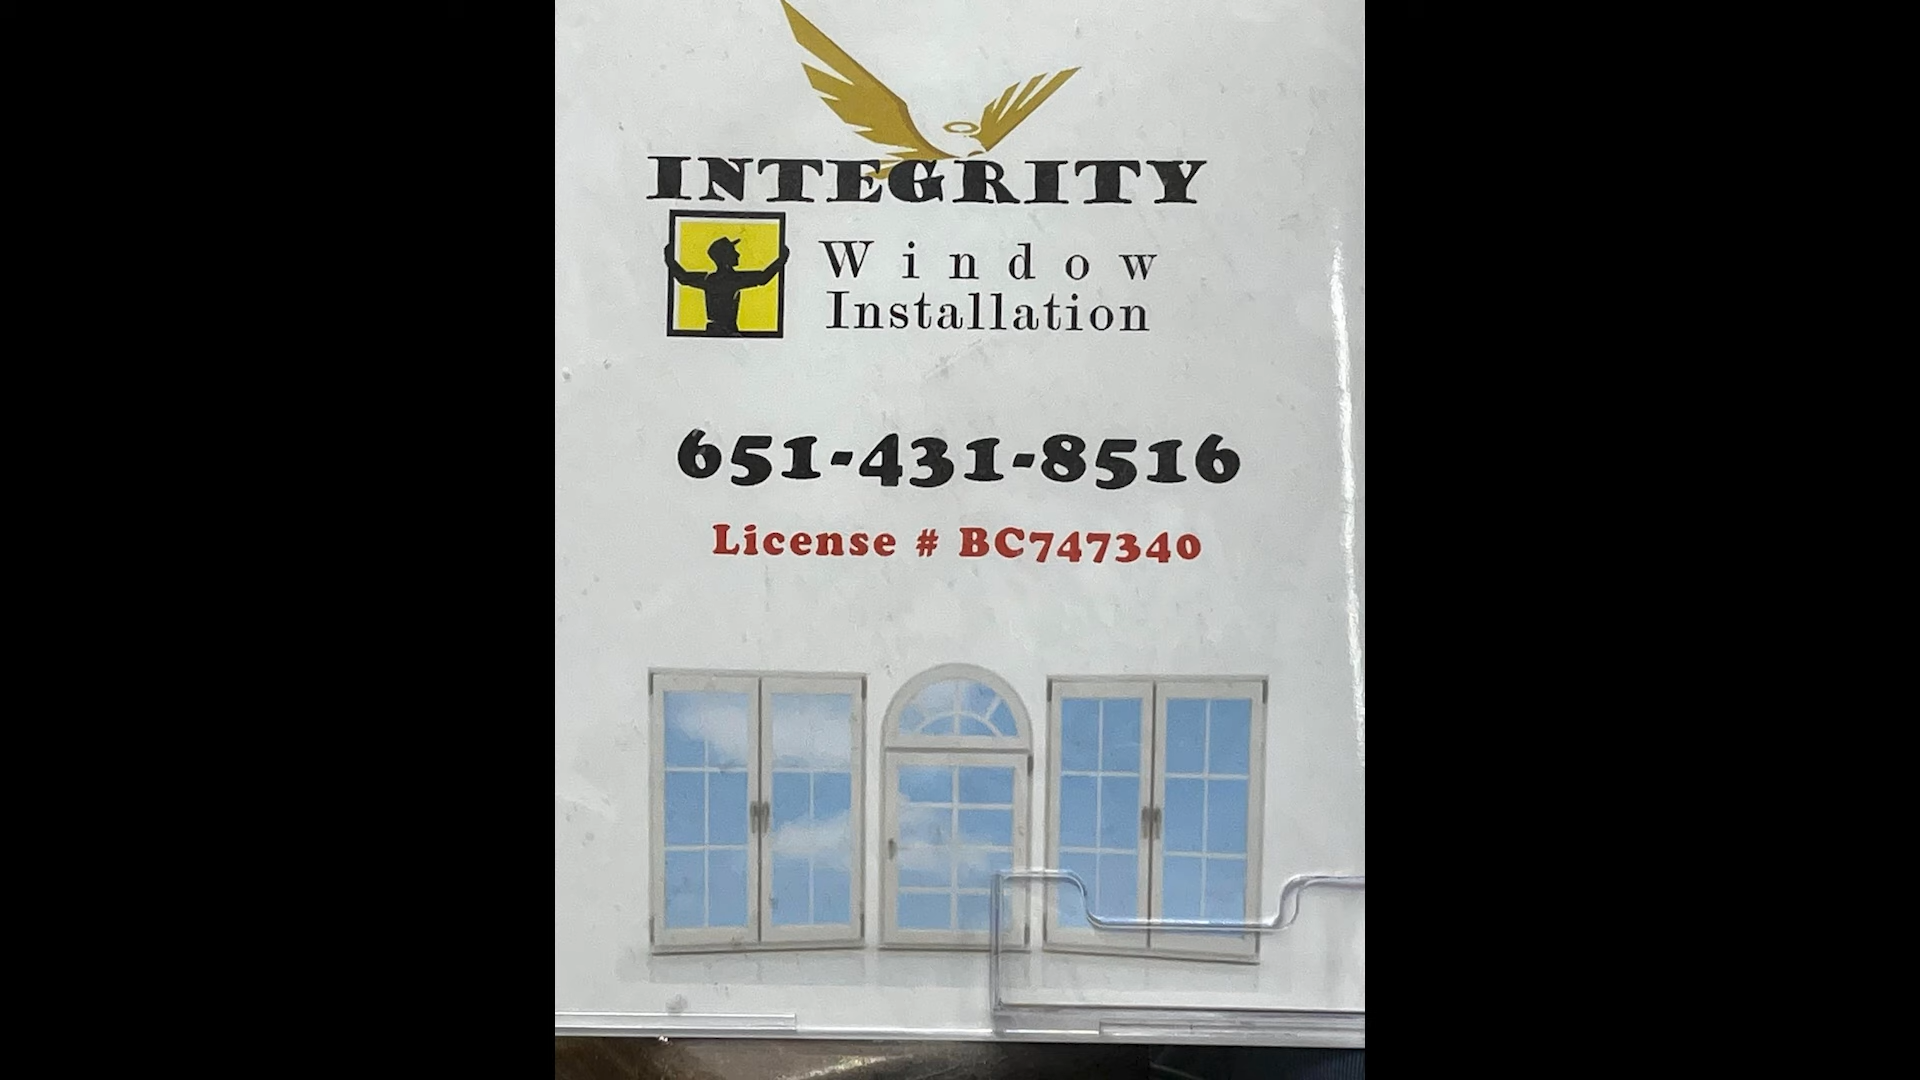 INTEGRITY
Window
Installation
651-431-8516
License # BC747340